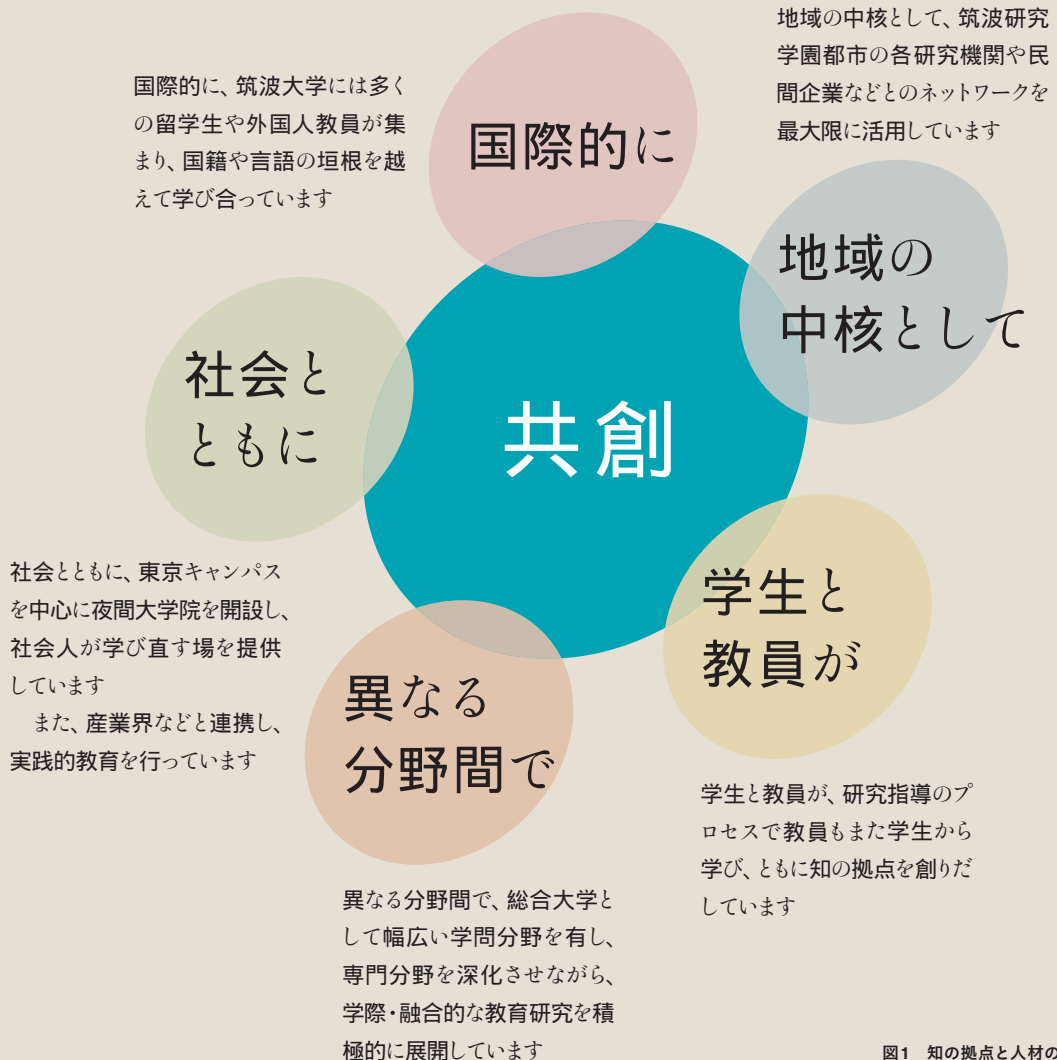 国際的に、筑波大学には多く
の留学生や外国人教員が集
まり、国籍や言語の垣根を越
えて学び合っています
国際的に
地域の中核として、筑波研究
学園都市の各研究機関や民
間企業などとのネットワークを
最大限に活用しています
地域の
中核として
社会と
ともに
共創
社会とともに、東京キャンパス
を中心に夜間大学院を開設し、
社会人が学び直す場を提供
しています
また、産業界などと連携し、
実践的教育を行っています
学生と
教員が
異なる
分野間で
学生と教員が、研究指導のプ
ロセスで教員もまた学生から
学び、ともに知の拠点を創りだ
しています
異なる分野間で、総合大学と
して幅広い学問分野を有し、
専門分野を深化させながら、
学際・融合的な教育研究を積
極的に展開しています
図1 知の拠点と人材の